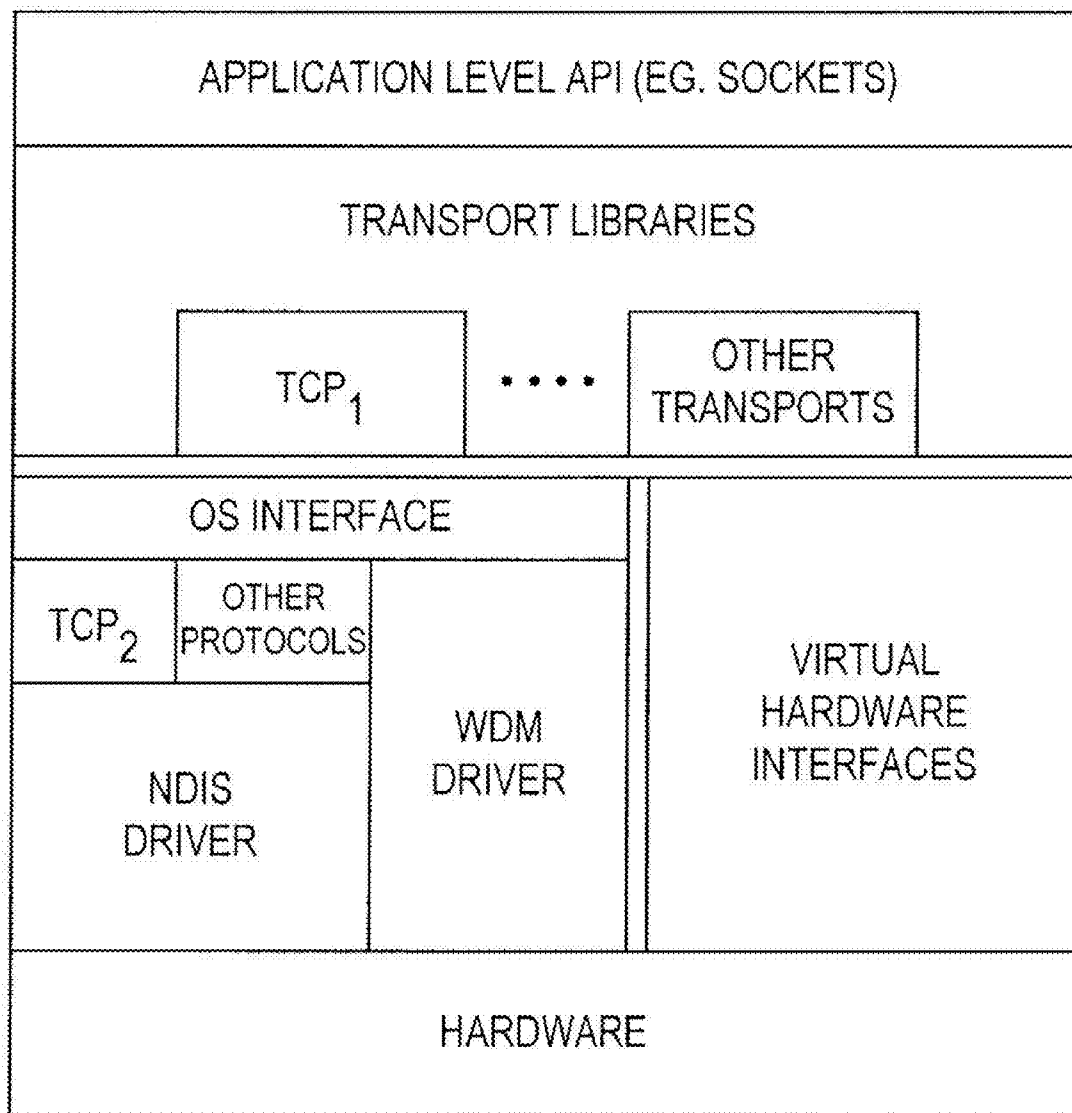 APPLICATION LEVEL API (EG. SOCKETS)
TRANSPORT LIBRARIES
TCP1
OTHER
TRANSPORTS
OS INTERFACE
TCP2
OTHER
PROTOCOLS
NDIS
DRIVER
WDM
DRIVER
VIRTUAL
HARDWARE
INTERFACES
HARDWARE